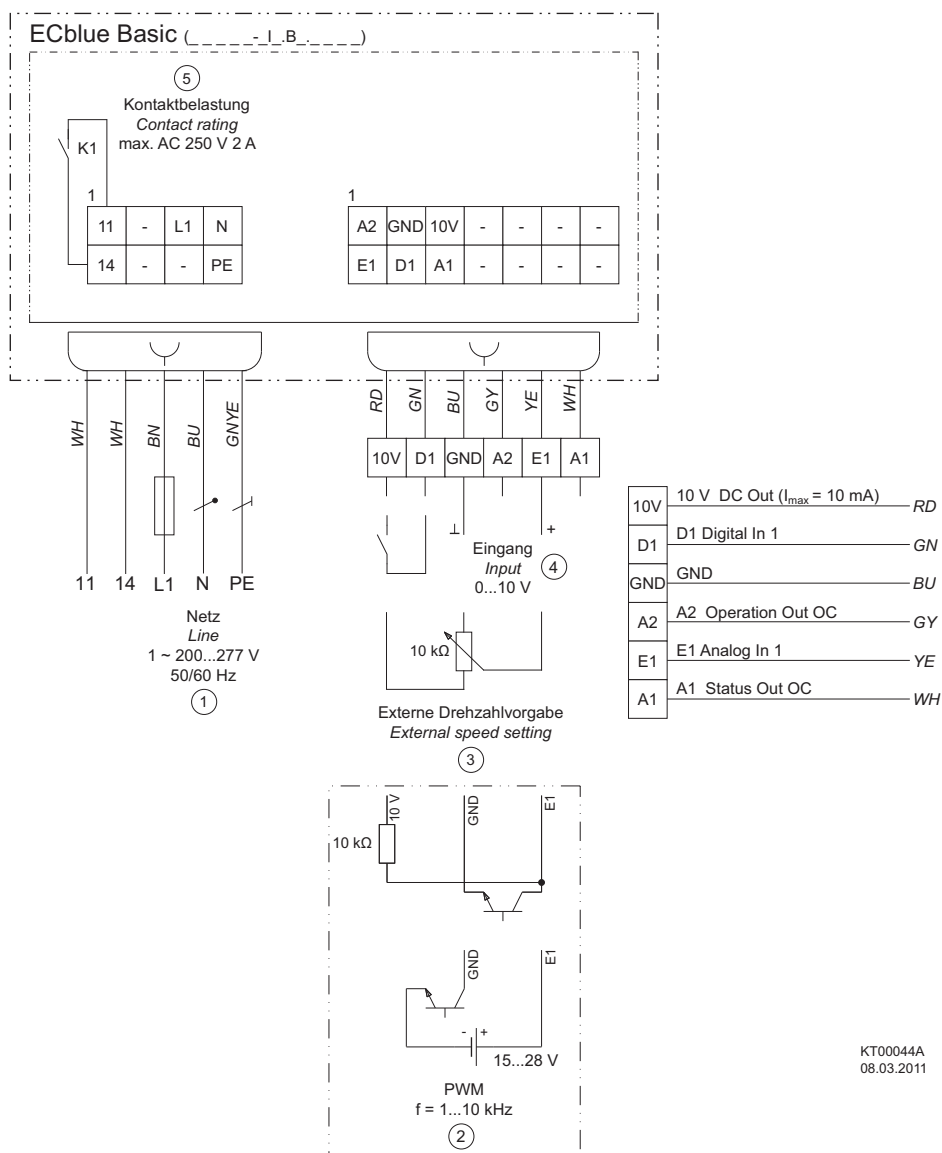 ECblue Basic (_ _ _ _ _-_I_.B_._ _ _ _)
5
Kontaktbelastung
Contact rating
max. AC 250 V 2 A
K1
1
11 - L1 N
14 - - PE
1
A2 GND 10V - - - -
E1 D1 A1 - - - -
WH WH BN BU GNYE
RD GN BU GY YE WH
10V D1 GND A2 E1 A1
11 14 L1 N PE
Netz
Line
1 ~ 200...277 V
50/60 Hz
1
+
Eingang
Input
0...10 V
4
10 kΩ
Externe Drehzahlvorgabe
External speed setting
3
10V 10 V DC Out (Imax = 10 mA) RD
D1 D1 Digital In 1 GN
GND GND BU
A2 A2 Operation Out OC GY
E1 E1 Analog In 1 YE
A1 A1 Status Out OC WH
10 V GND E1
10 kΩ
GND E1
- +
15...28 V
PWM
f = 1...10 kHz
2
KT00044A
08.03.2011